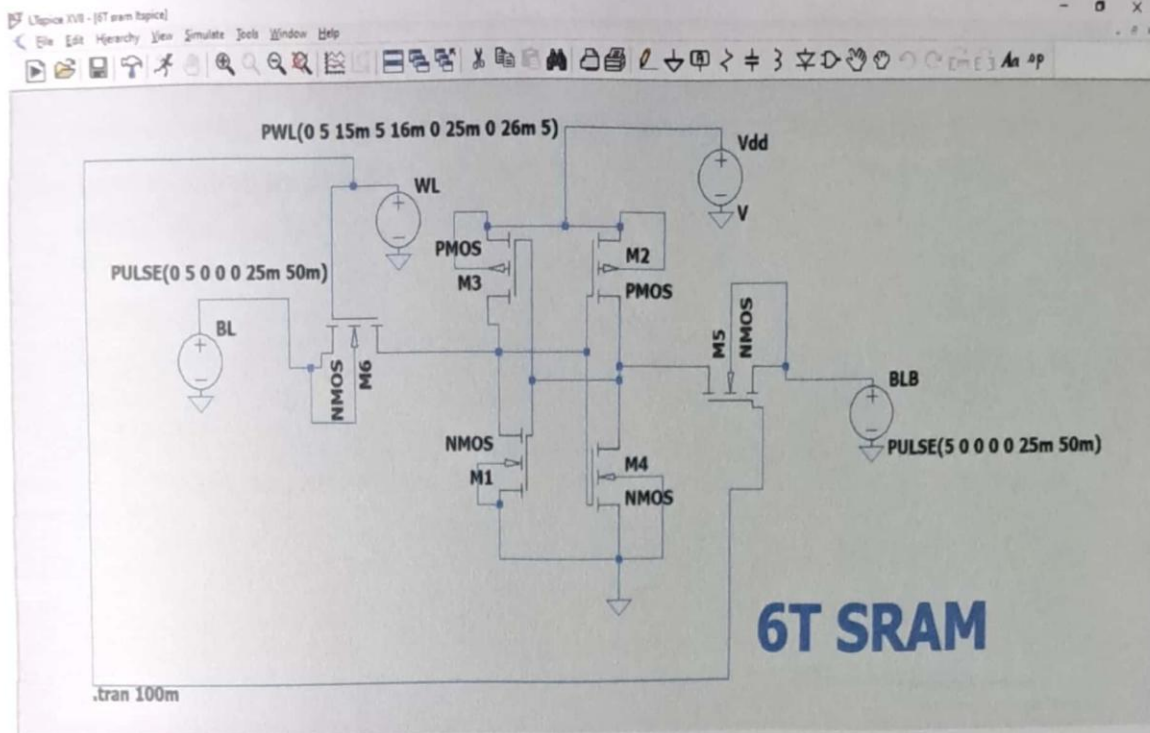 LTspice XVII - [6T sram ltspice]
File Edit Hierarchy View Simulate Tools Window Help
Aa .op
PWL(0 5 15m 5 16m 0 25m 0 26m 5)
Vdd
WL
V
PMOS
M3
M2
PMOS
PULSE(0 5 0 0 0 25m 50m)
BL
NMOS
M6
M5
NMOS
BLB
PULSE(5 0 0 0 0 25m 50m)
NMOS
M1
M4
NMOS
6T SRAM
.tran 100m